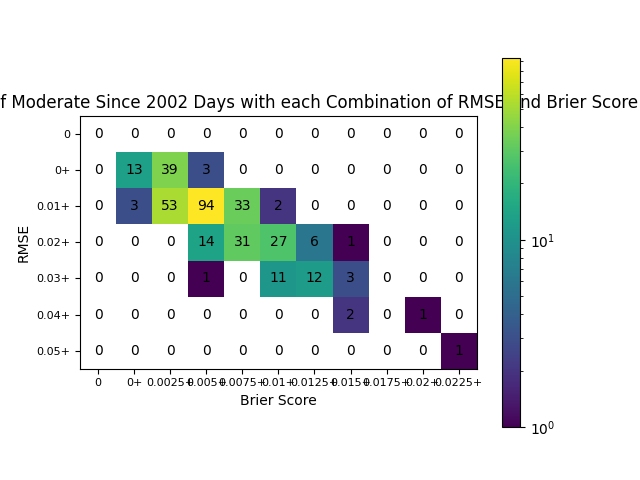 f Moderate Since 2002 Days with each Combination of RMSE and Brier Score
0 0 0 0 0 0 0 0 0 0 0 0
0+ 0 13 39 3 0 0 0 0 0 0 0
0.01+ 0 3 53 94 33 2 0 0 0 0 0
0.02+ 0 0 0 14 31 27 6 1 0 0 0
0.03+ 0 0 0 1 0 11 12 3 0 0 0
0.04+ 0 0 0 0 0 0 0 2 0 1 0
0.05+ 0 0 0 0 0 0 0 0 0 0 1
RMSE
0 0+ 0.0025+ 0.005+ 0.0075+ 0.01+ 0.0125+ 0.015+ 0.0175+ 0.02+ 0.0225+
Brier Score
10¹
10⁰